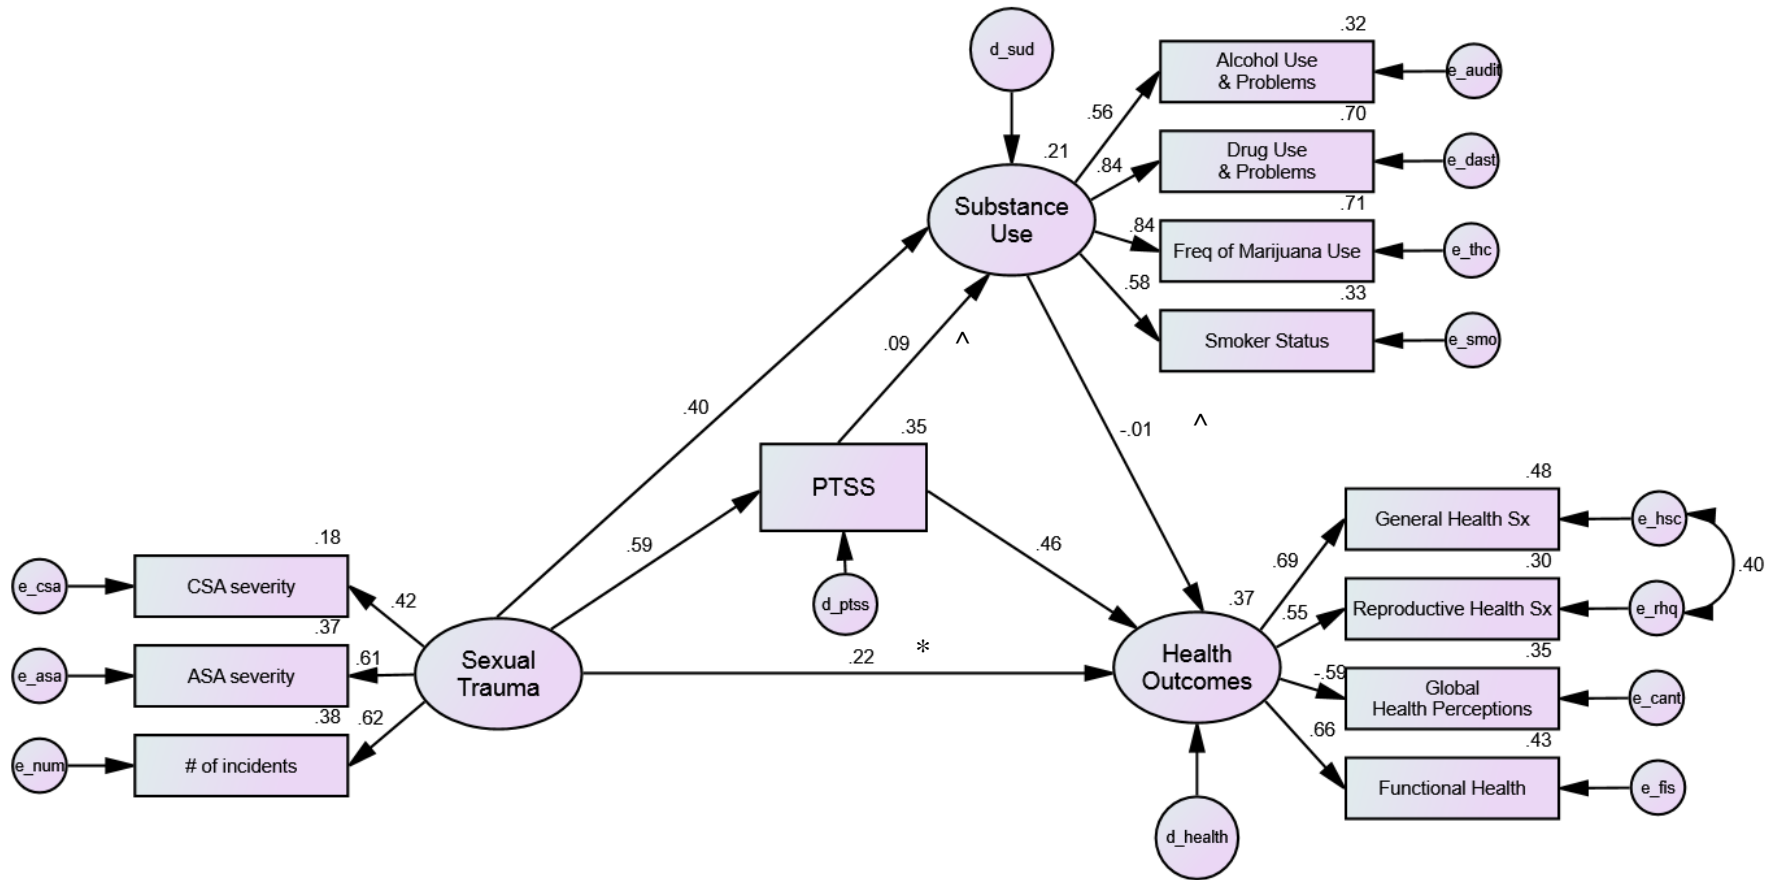 d_sud
.32
Alcohol Use
& Problems
e_audit
.56
.70
.21
.84
Drug Use
& Problems
e_dast
.71
Substance
Use
.84
Freq of Marijuana Use
e_thc
.58
.33
Smoker Status
e_smo
.09
^
.40
.35
-.01
^
PTSS
.48
General Health Sx
e_hsc
.18
.59
.46
.69
.30
.40
e_csa
CSA severity
.42
d_ptss
.37
.55
Reproductive Health Sx
e_rhq
.37
.61
Sexual
Trauma
.22
*
Health
Outcomes
.35
-.59
e_asa
ASA severity
Global
Health Perceptions
e_cant
.38
.62
.66
.43
e_num
# of incidents
Functional Health
e_fis
d_health